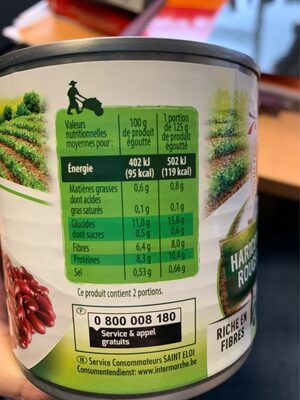 Valeurs nutritionnelles moyennes pour :
100 g de produit égoutté
1 portion de 125 g de produit égoutté
Énergie 402 kJ (95 kcal) 502 kJ (119 kcal)
Matières grasses 0,6 g 0,8 g
dont acides gras saturés 0,1 g 0,1 g
Glucides 11,0 g 13,8 g
dont sucres 0,5 g 0,6 g
Fibres 6,4 g 8,0 g
Protéines 8,3 g 10,4 g
Sel 0,53 g 0,66 g
Ce produit contient 2 portions.
F
0 800 008 180
Service & appel
gratuits
B Service Consommateurs SAINT ELOI
Consumentendienst: www.intermarche.be
HAR
ROU
RICHE EN
FIBRES